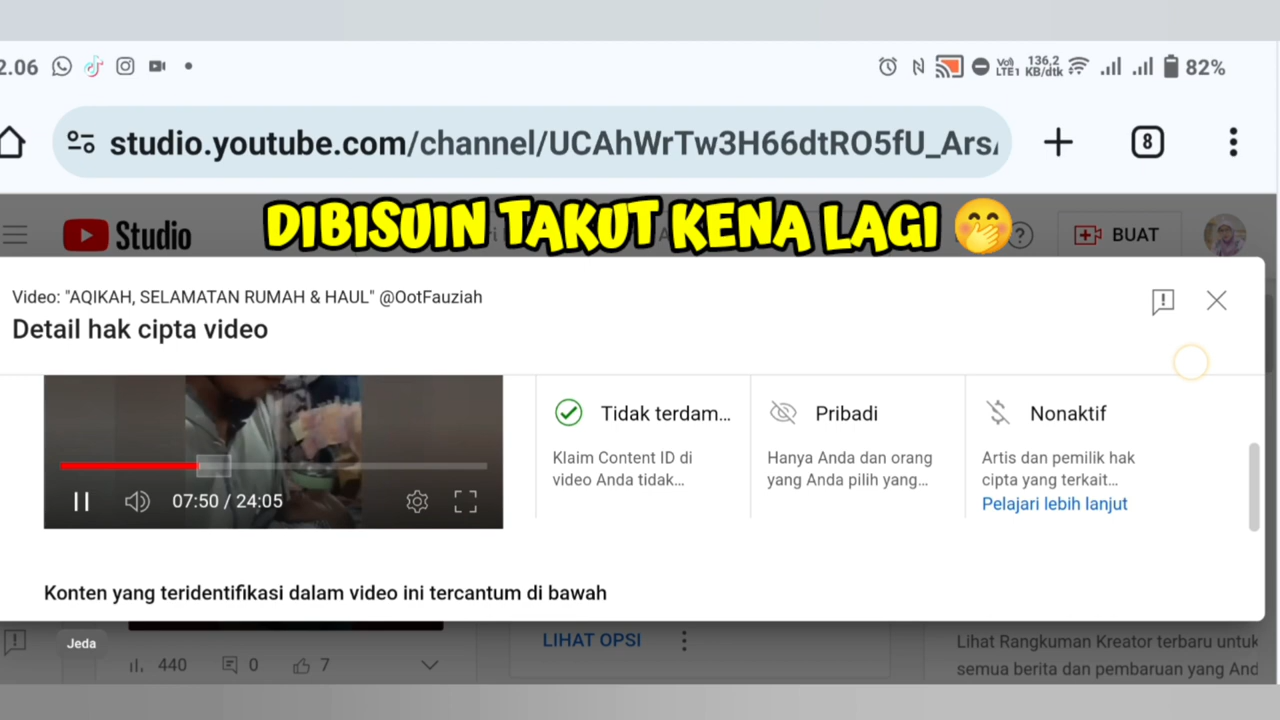 2.06
136,2
KB/dtk
82%
studio.youtube.com/channel/UCAhWrTw3H66dtRO5fU_Ars
8
Studio
DIBISUIN TAKUT KENA LAGI
BUAT
Video: "AQIKAH, SELAMATAN RUMAH & HAUL" @OotFauziah
Detail hak cipta video
Tidak terdam...
Klaim Content ID di
video Anda tidak...
Pribadi
Hanya Anda dan orang
yang Anda pilih yang...
Nonaktif
Artis dan pemilik hak
cipta yang terkait...
Pelajari lebih lanjut
07:50 / 24:05
Konten yang teridentifikasi dalam video ini tercantum di bawah
Jeda
440
0
7
LIHAT OPSI
Lihat Rangkuman Kreator terbaru untuk
semua berita dan pembaruan yang And